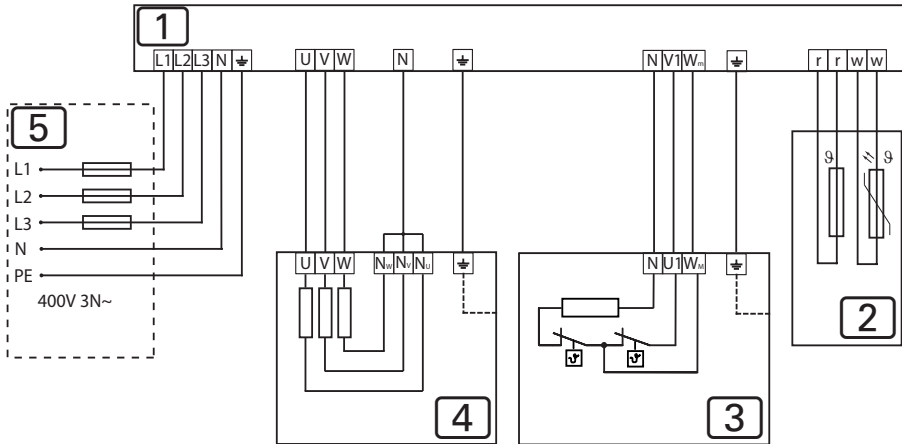 1
L1 L2 L3 N
U V W
N
N V1 Wm
r r w w
5
L1
L2
L3
N
PE
400V 3N~
U V W NW NV NU
N U1 WM
ϑ
ϑ
ϑ
ϑ
2
4
3